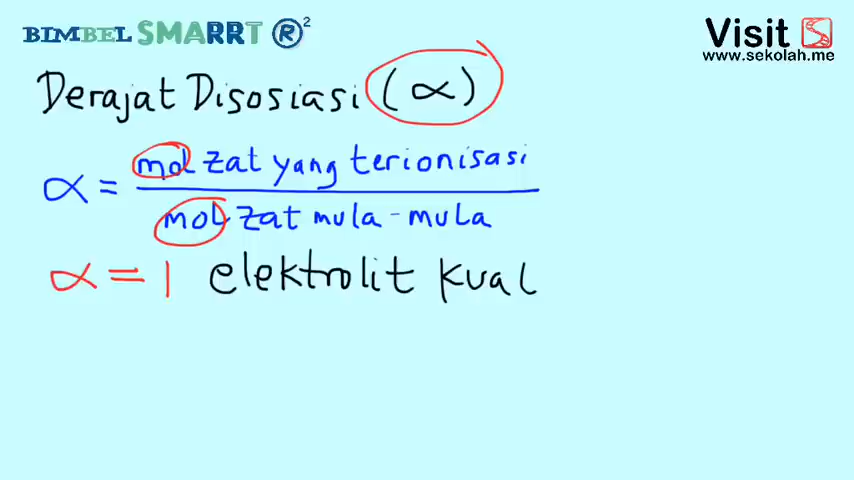 BIMBEL SMARRT ®2
Visit S
www.sekolah.me
Derajat Disosiasi (∝)
∝ = mol zat yang terionisasi
mol zat mula-mula
∝ = 1 elektrolit kual